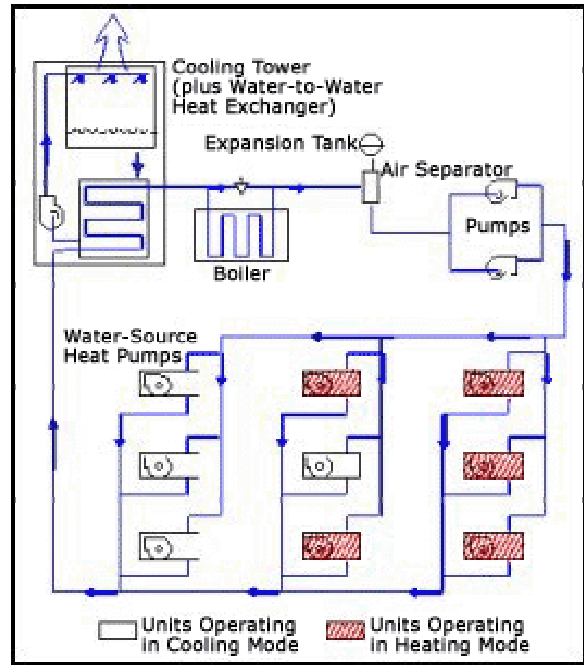 Cooling Tower
(plus Water-to-Water
Heat Exchanger)
Expansion Tank
Air Separator
Pumps
Boiler
Water-Source
Heat Pumps
Units Operating
in Cooling Mode
Units Operating
in Heating Mode